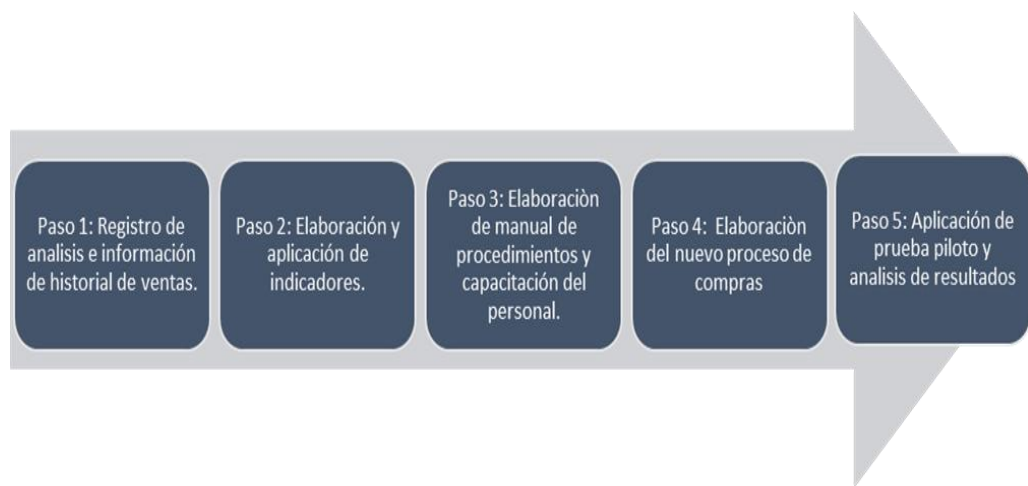 Paso 1: Registro de
analisis e información
de historial de ventas.
Paso 2: Elaboración y
aplicación de
indicadores.
Paso 3: Elaboraciòn
de manual de
procedimientos y
capacitación del
personal.
Paso 4:  Elaboraciòn
del nuevo proceso de
compras
Paso 5: Aplicación de
prueba piloto y
analisis de resultados